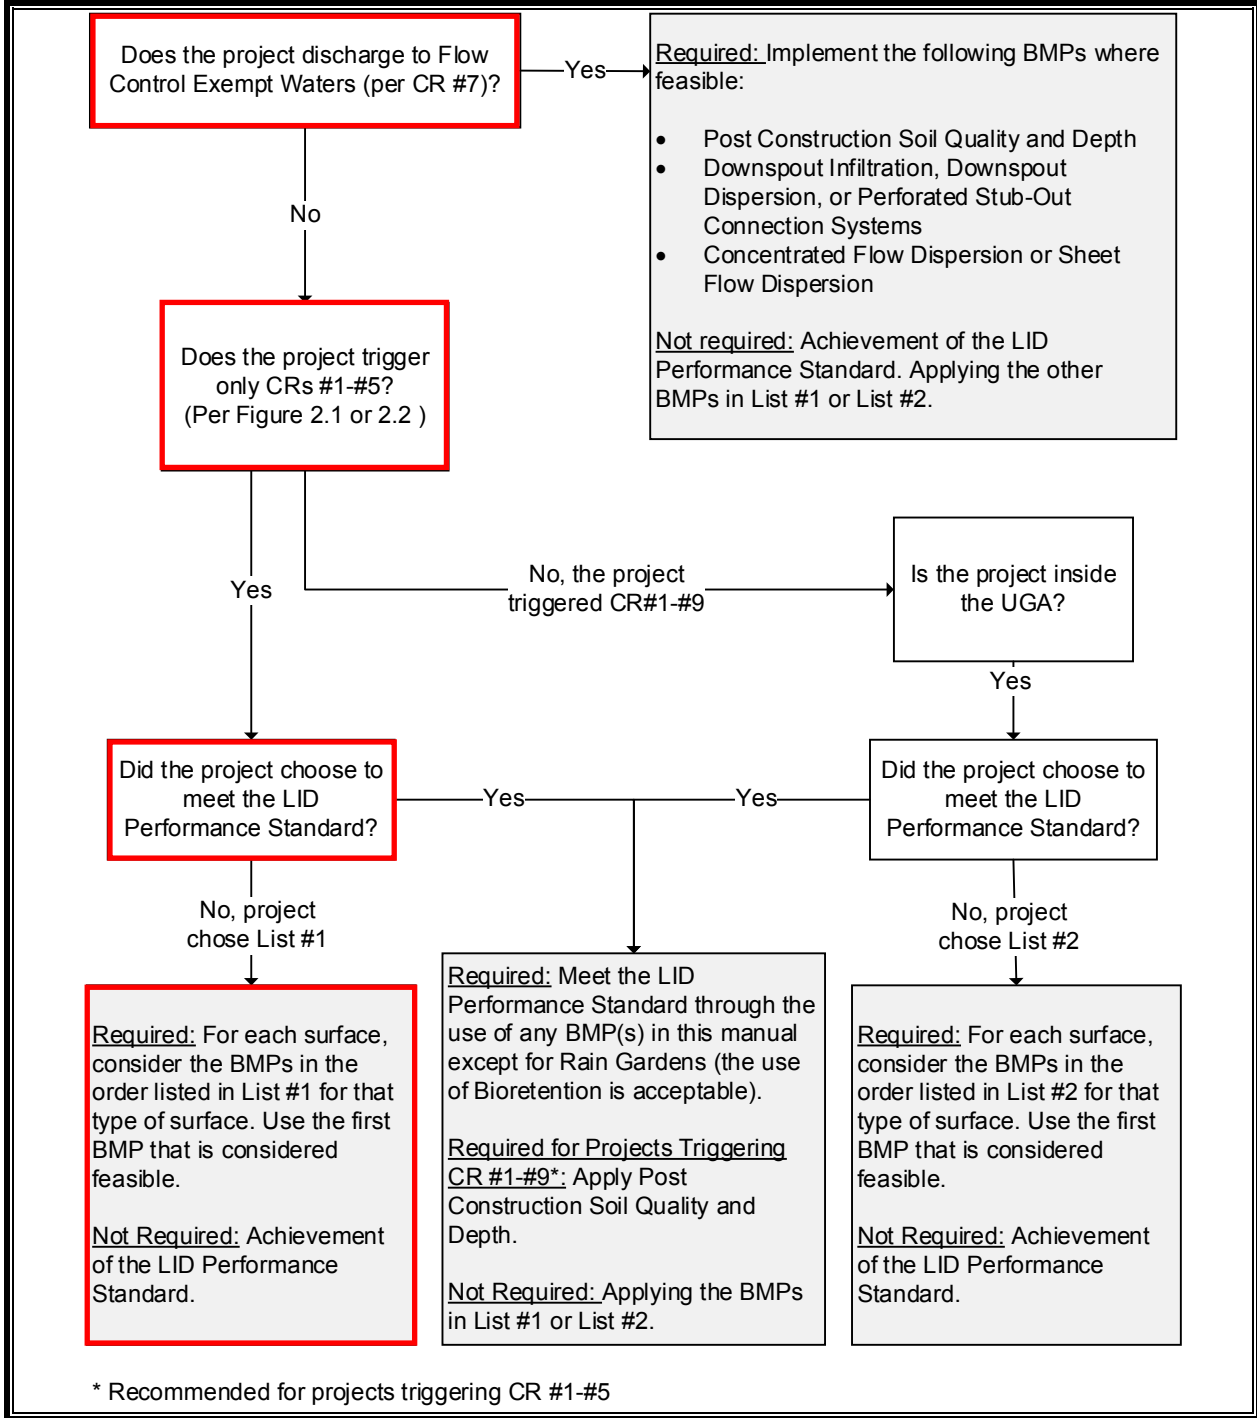 Does the project discharge to Flow
Control Exempt Waters (per CR #7)?
Yes
Required: Implement the following BMPs where
feasible:
• Post Construction Soil Quality and Depth
• Downspout Infiltration, Downspout
Dispersion, or Perforated Stub-Out
Connection Systems
• Concentrated Flow Dispersion or Sheet
Flow Dispersion
Not required: Achievement of the LID
Performance Standard. Applying the other
BMPs in List #1 or List #2.
No
Does the project trigger
only CRs #1-#5?
(Per Figure 2.1 or 2.2 )
Yes
No, the project
triggered CR#1-#9
Is the project inside
the UGA?
Yes
Did the project choose to
meet the LID
Performance Standard?
Yes
Yes
Did the project choose to
meet the LID
Performance Standard?
No, project
chose List #1
No, project
chose List #2
Required: For each surface,
consider the BMPs in the
order listed in List #1 for that
type of surface. Use the first
BMP that is considered
feasible.
Not Required: Achievement
of the LID Performance
Standard.
Required: Meet the LID
Performance Standard through the
use of any BMP(s) in this manual
except for Rain Gardens (the use
of Bioretention is acceptable).
Required for Projects Triggering
CR #1-#9*: Apply Post
Construction Soil Quality and
Depth.
Not Required: Applying the BMPs
in List #1 or List #2.
Required: For each surface,
consider the BMPs in the
order listed in List #2 for that
type of surface. Use the first
BMP that is considered
feasible.
Not Required: Achievement
of the LID Performance
Standard.
* Recommended for projects triggering CR #1-#5